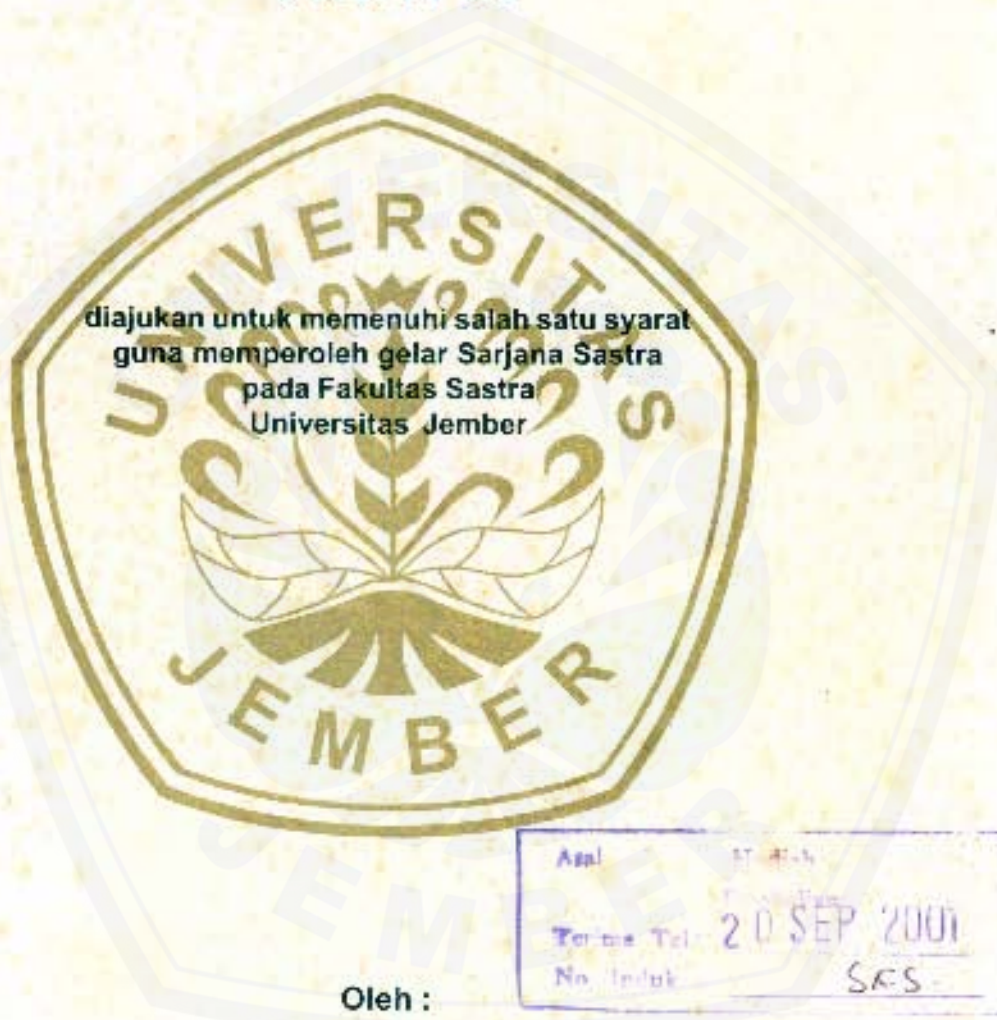 UNIVERSITAS
diajukan untuk memenuhi salah satu syarat
guna memperoleh gelar Sarjana Sastra
pada Fakultas Sastra
Universitas Jember
JEMBER
Asal
Terima Tgl 20 SEP 2001
No Induk
Oleh :